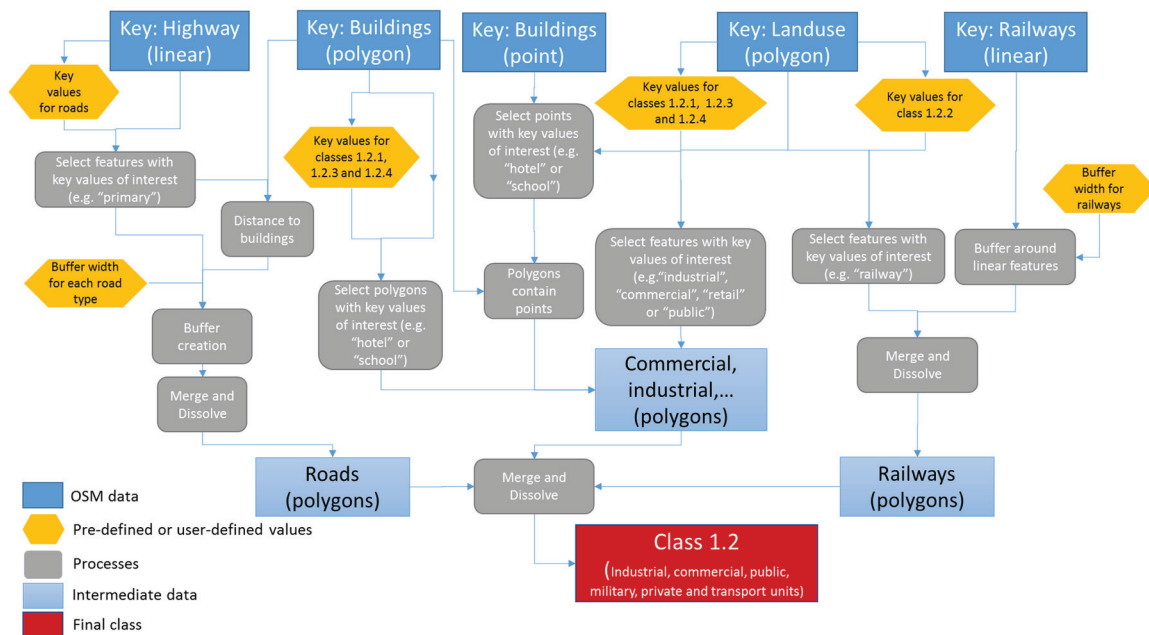 Key: Highway
(linear)
Key: Buildings
(polygon)
Key: Buildings
(point)
Key: Landuse
(polygon)
Key: Railways
(linear)
Key
values
for roads
Key values for
classes 1.2.1,
1.2.3 and 1.2.4
Select points
with key values
of interest (e.g.
“hotel” or
“school”)
Key values for
classes 1.2.1,  1.2.3
and 1.2.4
Key values for
class 1.2.2
Buffer
width for
railways
Select features with
key values of interest
(e.g. “primary”)
Distance to
buildings
Buffer width
for each road
type
Select polygons
with key values
of interest (e.g.
“hotel” or
“school”)
Polygons
contain
points
Select features with key
values of interest
(e.g.“industrial”,
“commercial”, “retail”
or “public”)
Select features with
key values of interest
(e.g. “railway”)
Buffer around
linear features
Buffer
creation
Merge and
Dissolve
Commercial,
industrial,...
(polygons)
Merge and
Dissolve
Roads
(polygons)
Merge and
Dissolve
Railways
(polygons)
Class 1.2
(Industrial, commercial, public,
military, private and transport units)
OSM data
Pre-defined or user-defined values
Processes
Intermediate data
Final class